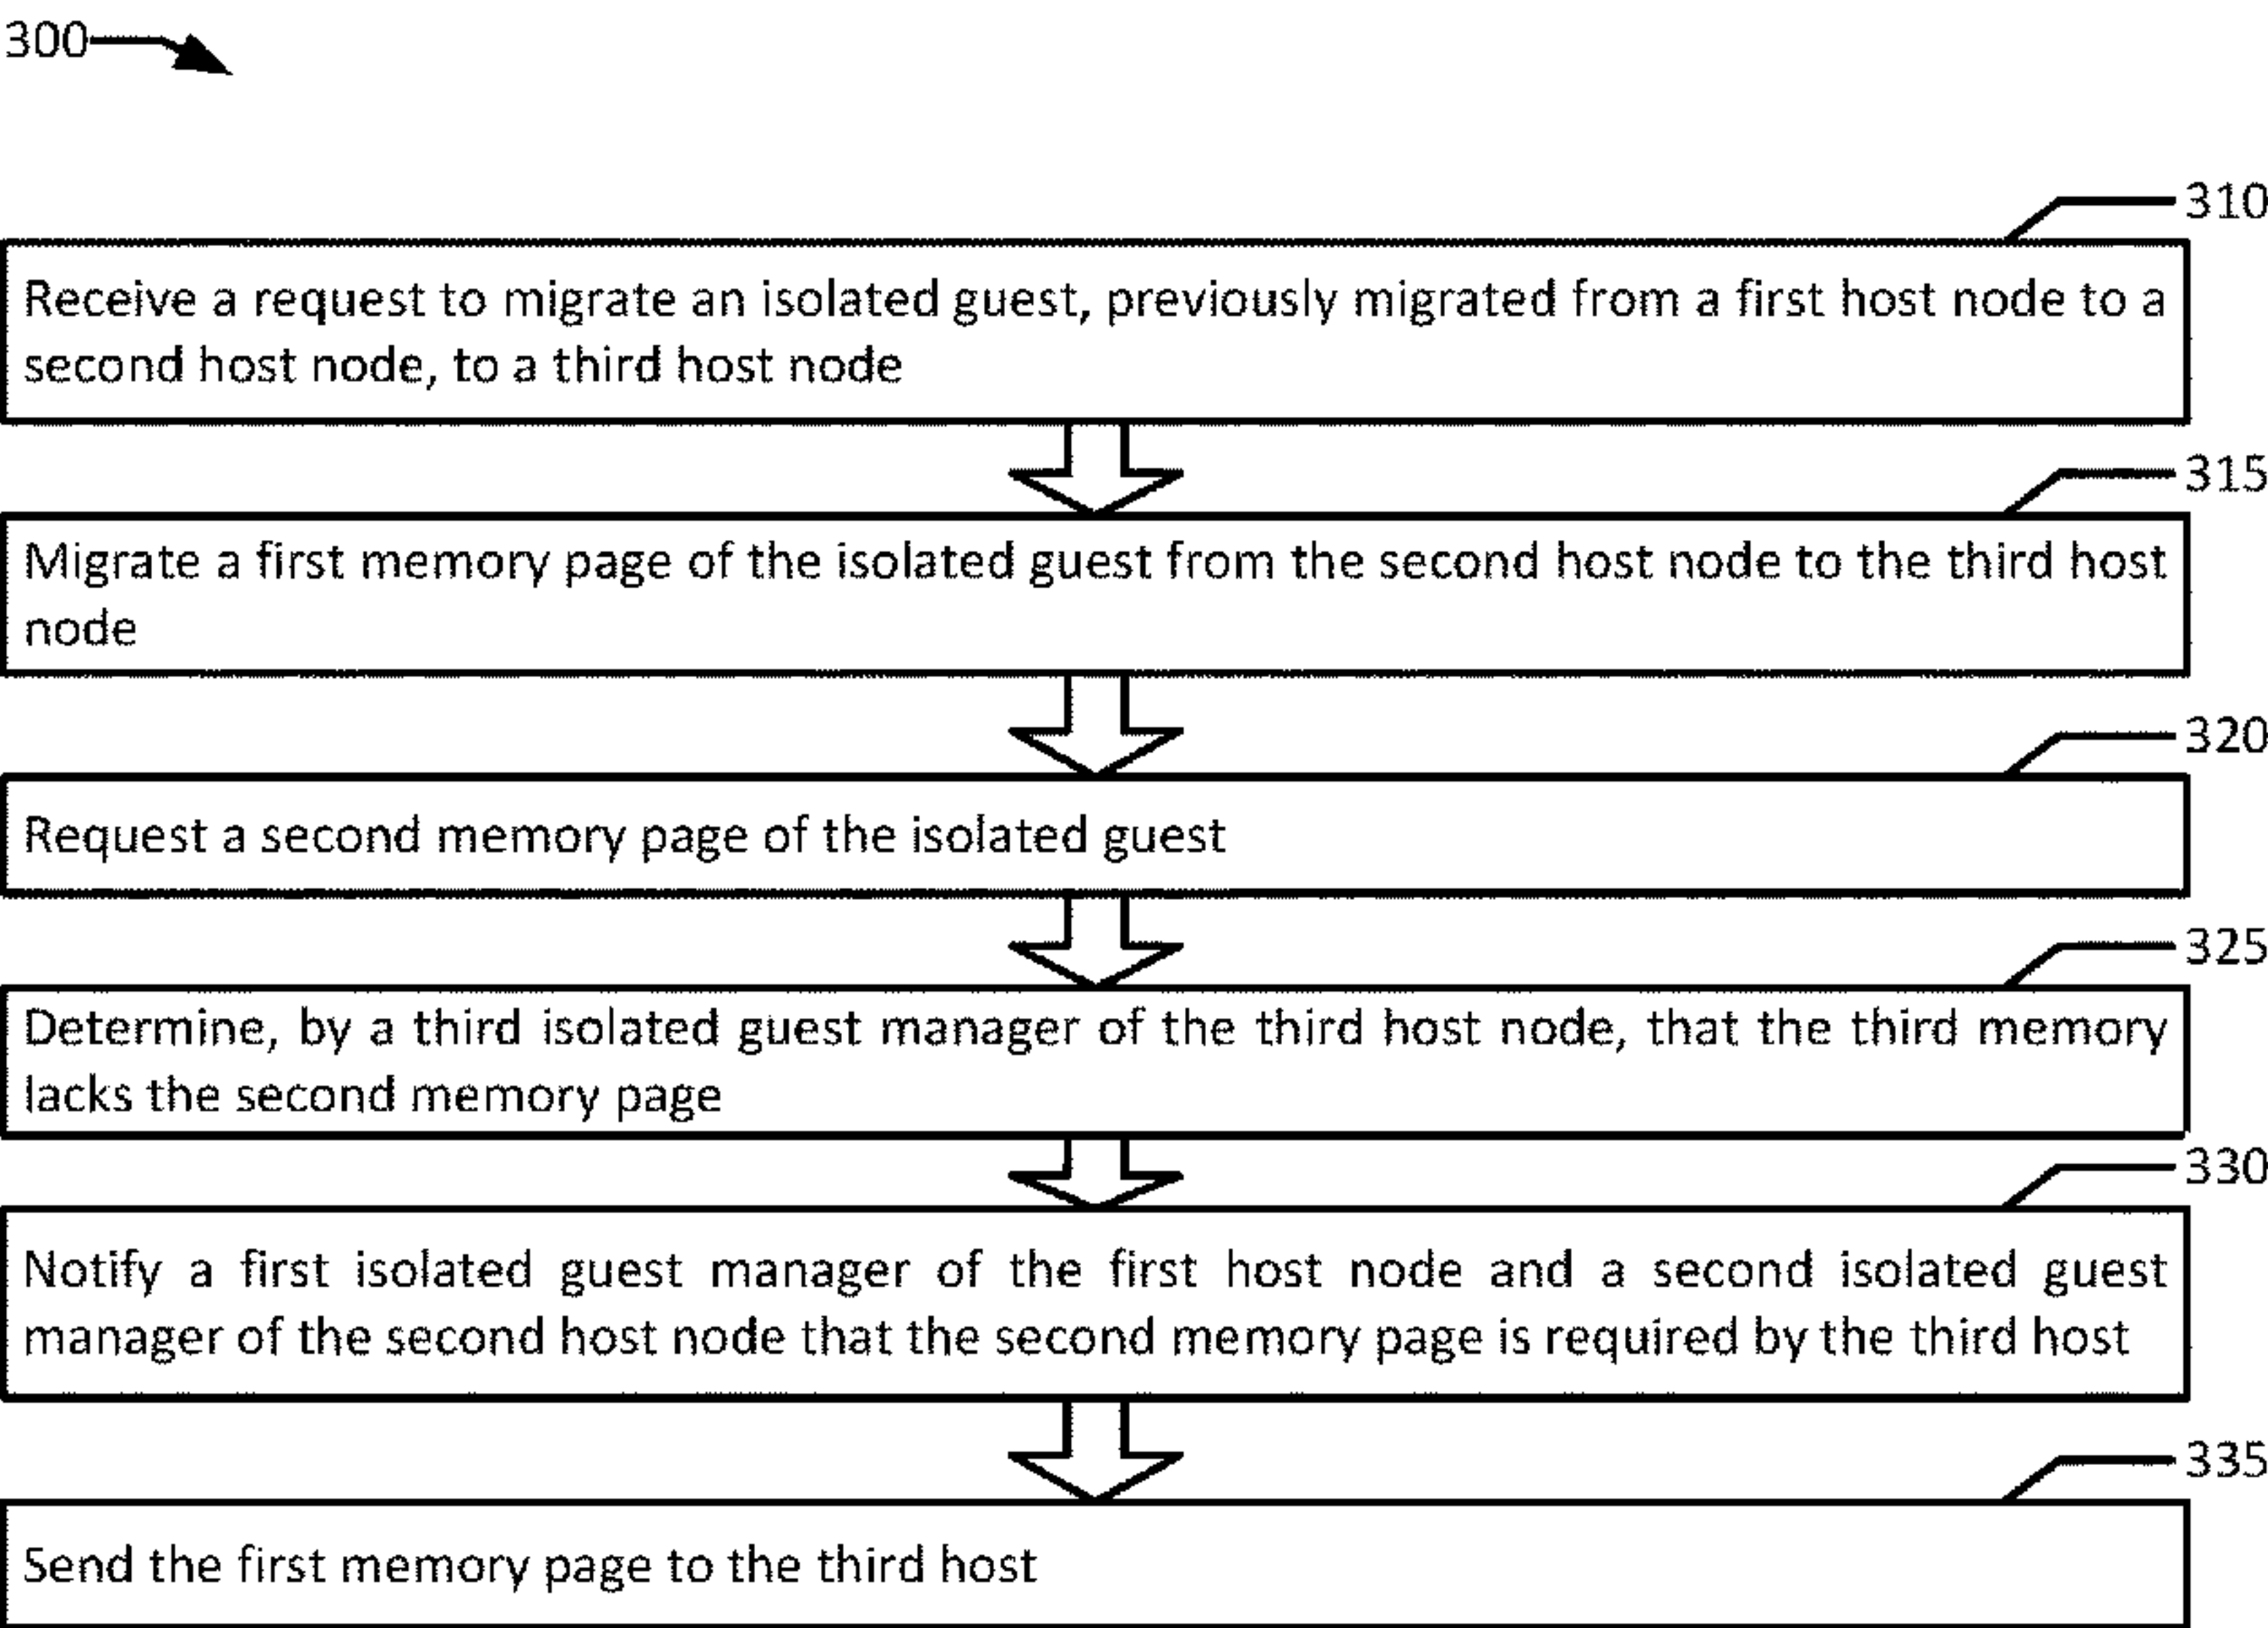 300
310
Receive a request to migrate an isolated guest, previously migrated from a first host node to a
second host node, to a third host node
315
Migrate a first memory page of the isolated guest from the second host node to the third host
node
320
Request a second memory page of the isolated guest
325
Determine, by a third isolated guest manager of the third host node, that the third memory
lacks the second memory page
330
Notify a first isolated guest manager of the first host node and a second isolated guest
manager of the second host node that the second memory page is required by the third host
335
Send the first memory page to the third host